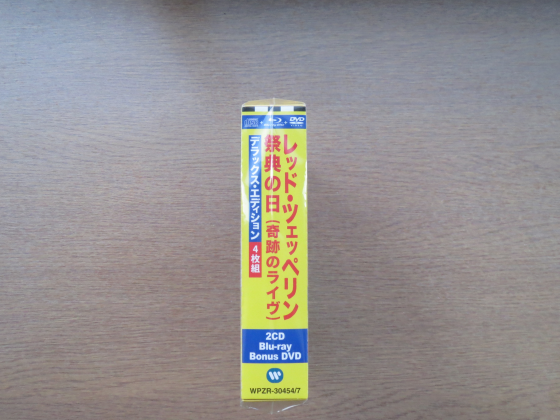 レッド・ツェッペリン
祭典の日(奇跡のライヴ)
デラックス・エディション
4枚組
2CD
Blu-ray
Bonus DVD
WPZR-30454/7